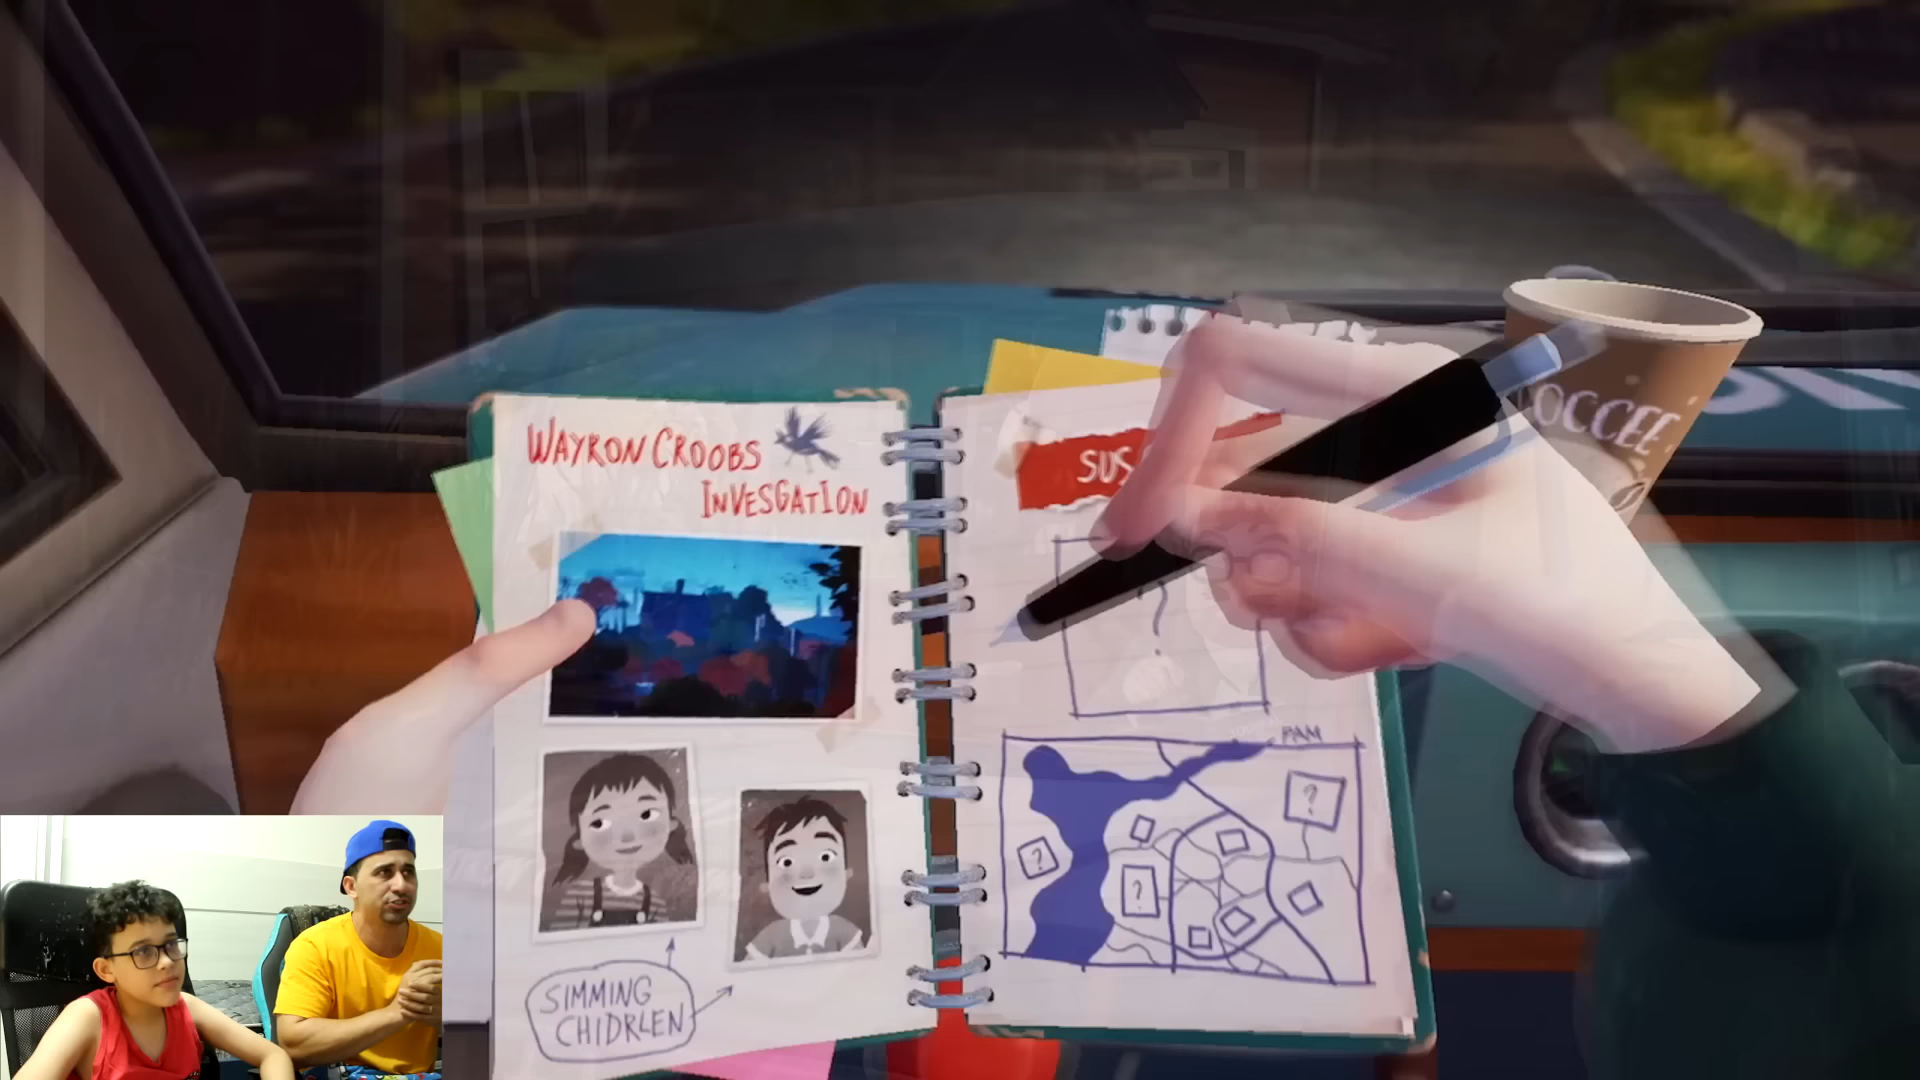 WAYRON CROOBS
INVESGATION
SUS
?
PAM
?
?
?
SIMMING
CHIDRLEN
OCCEE